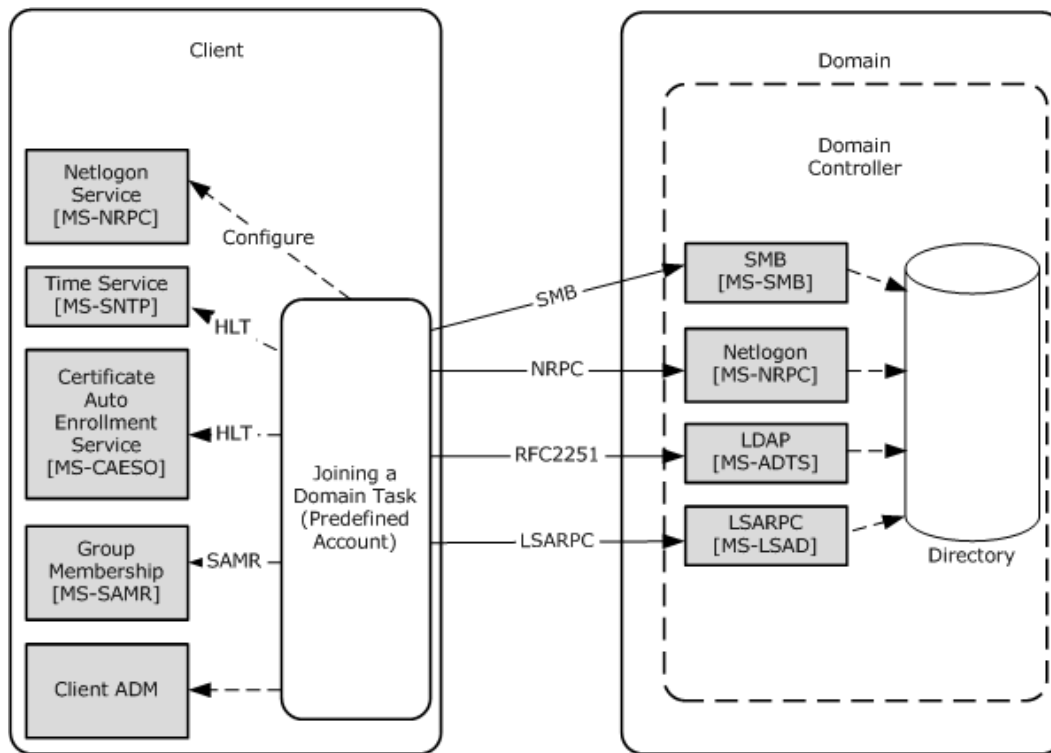 Client
Netlogon
Service
[MS-NRPC]
Configure
Time Service
[MS-SNTP]
HLT
Certificate
Auto
Enrollment
Service
[MS-CAESO]
HLT
Group
Membership
[MS-SAMR]
SAMR
Client ADM
Joining a
Domain Task
(Predefined
Account)
SMB
NRPC
RFC2251
LSARPC
Domain
Domain
Controller
SMB
[MS-SMB]
Netlogon
[MS-NRPC]
LDAP
[MS-ADTS]
LSARPC
[MS-LSAD]
Directory